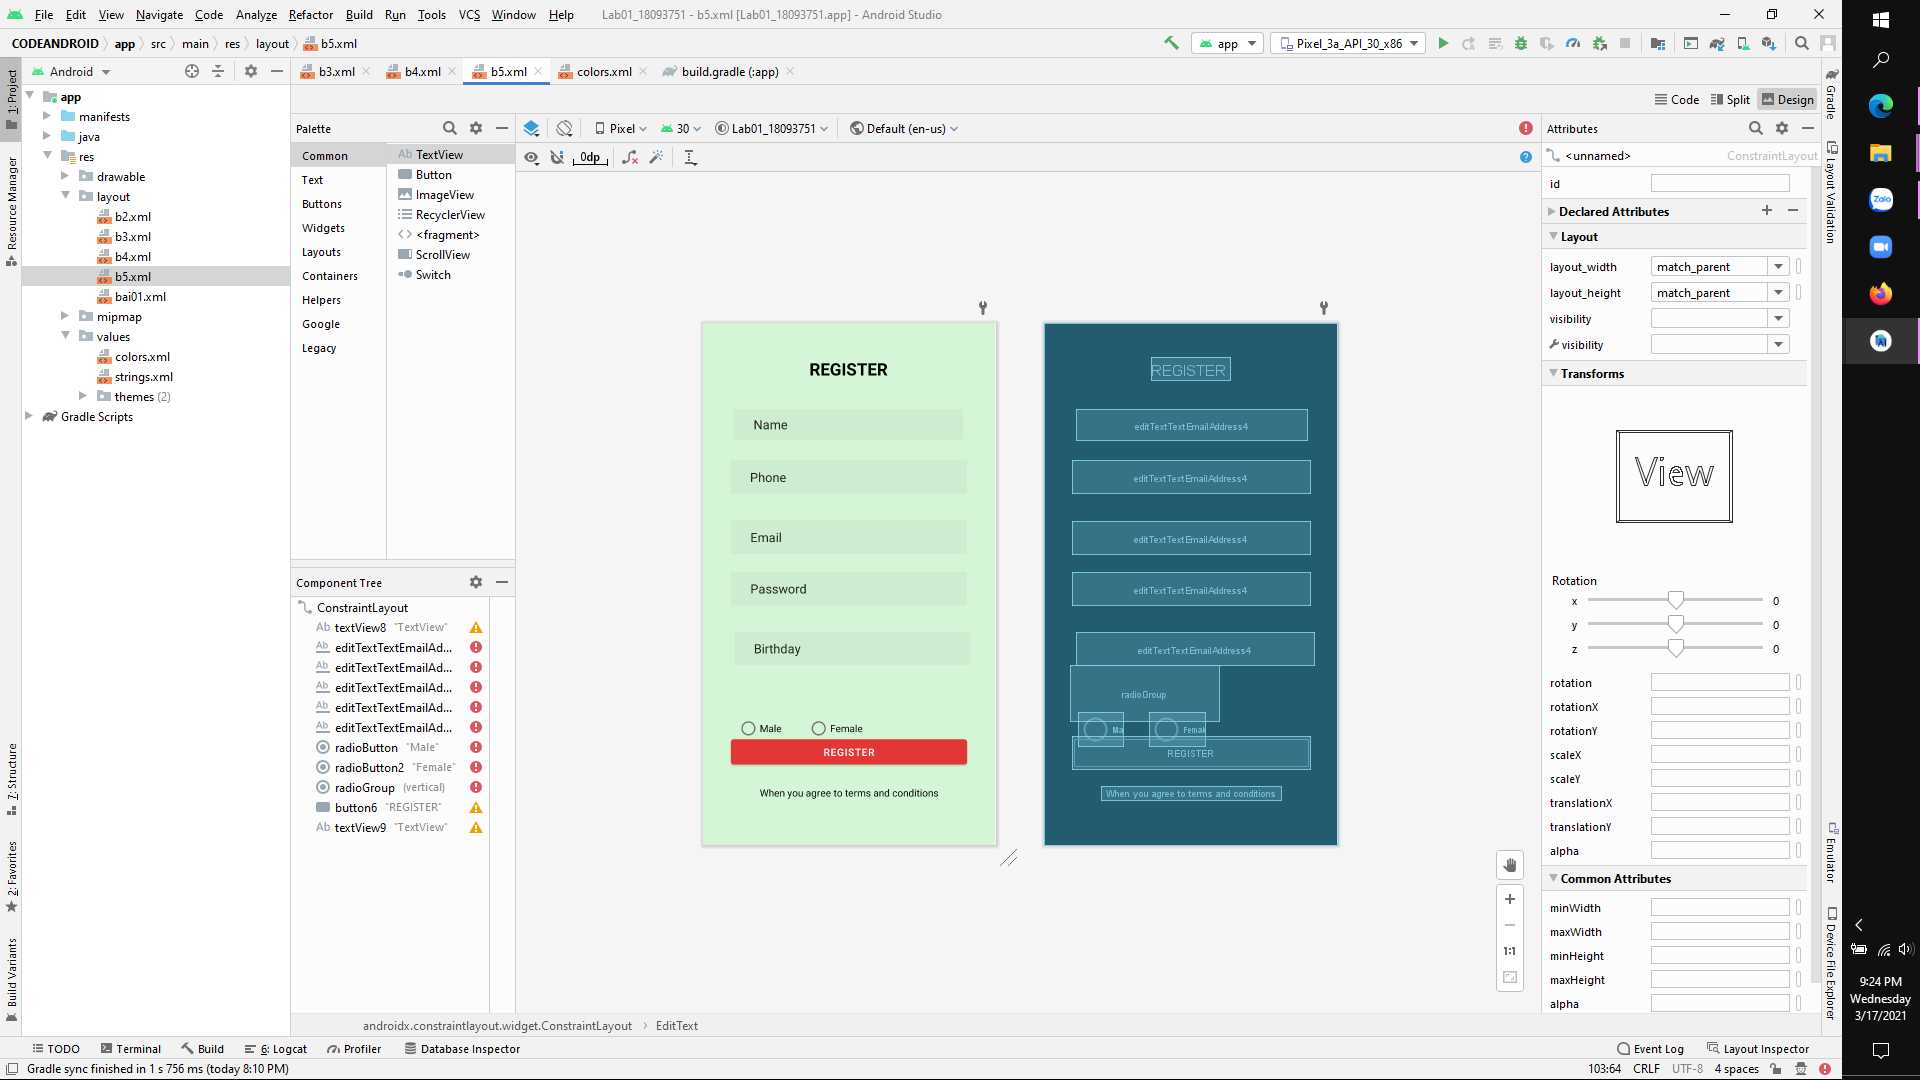 File Edit View Navigate Code Analyze Refactor Build Run Tools VCS Window Help Lab01_18093751 - b5.xml [Lab01_18093751.app] - Android Studio
CODEANDROID app src main res layout b5.xml
app Pixel_3a_API_30_x86
Android
b3.xml b4.xml b5.xml colors.xml build.gradle (:app)
Code Split Design
1: Project
Resource Manager
7: Structure
2: Favorites
Build Variants
app
manifests
java
res
drawable
layout
b2.xml
b3.xml
b4.xml
b5.xml
bai01.xml
mipmap
values
colors.xml
strings.xml
themes (2)
Gradle Scripts
Palette
Common
Text
Buttons
Widgets
Layouts
Containers
Helpers
Google
Legacy
Ab TextView
Button
ImageView
RecyclerView
<fragment>
ScrollView
Switch
Pixel 30 Lab01_18093751 Default (en-us)
0dp
Component Tree
ConstraintLayout
Ab textView8 "TextView"
Ab editTextTextEmailAd...
Ab editTextTextEmailAd...
Ab editTextTextEmailAd...
Ab editTextTextEmailAd...
Ab editTextTextEmailAd...
radioButton "Male"
radioButton2 "Female"
radioGroup (vertical)
button6 "REGISTER"
Ab textView9 "TextView"
REGISTER
Name
Phone
Email
Password
Birthday
Male Female
REGISTER
When you agree to terms and conditions
REGISTER
editTextTextEmailAddress4
editTextTextEmailAddress4
editTextTextEmailAddress4
editTextTextEmailAddress4
editTextTextEmailAddress4
radioGroup
Ma Femal
REGISTER
When you agree to terms and conditions
1:1
Attributes
<unnamed> ConstraintLayout
id
Declared Attributes
Layout
layout_width match_parent
layout_height match_parent
visibility
visibility
Transforms
View
Rotation
x 0
y 0
z 0
rotation
rotationX
rotationY
scaleX
scaleY
translationX
translationY
alpha
Common Attributes
minWidth
maxWidth
minHeight
maxHeight
alpha
Gradle
Layout Validation
Emulator
Device File Explorer
androidx.constraintlayout.widget.ConstraintLayout EditText
TODO Terminal Build 6: Logcat Profiler Database Inspector Event Log Layout Inspector
Gradle sync finished in 1 s 756 ms (today 8:10 PM) 103:64 CRLF UTF-8 4 spaces
Zalo
9:24 PM
Wednesday
3/17/2021